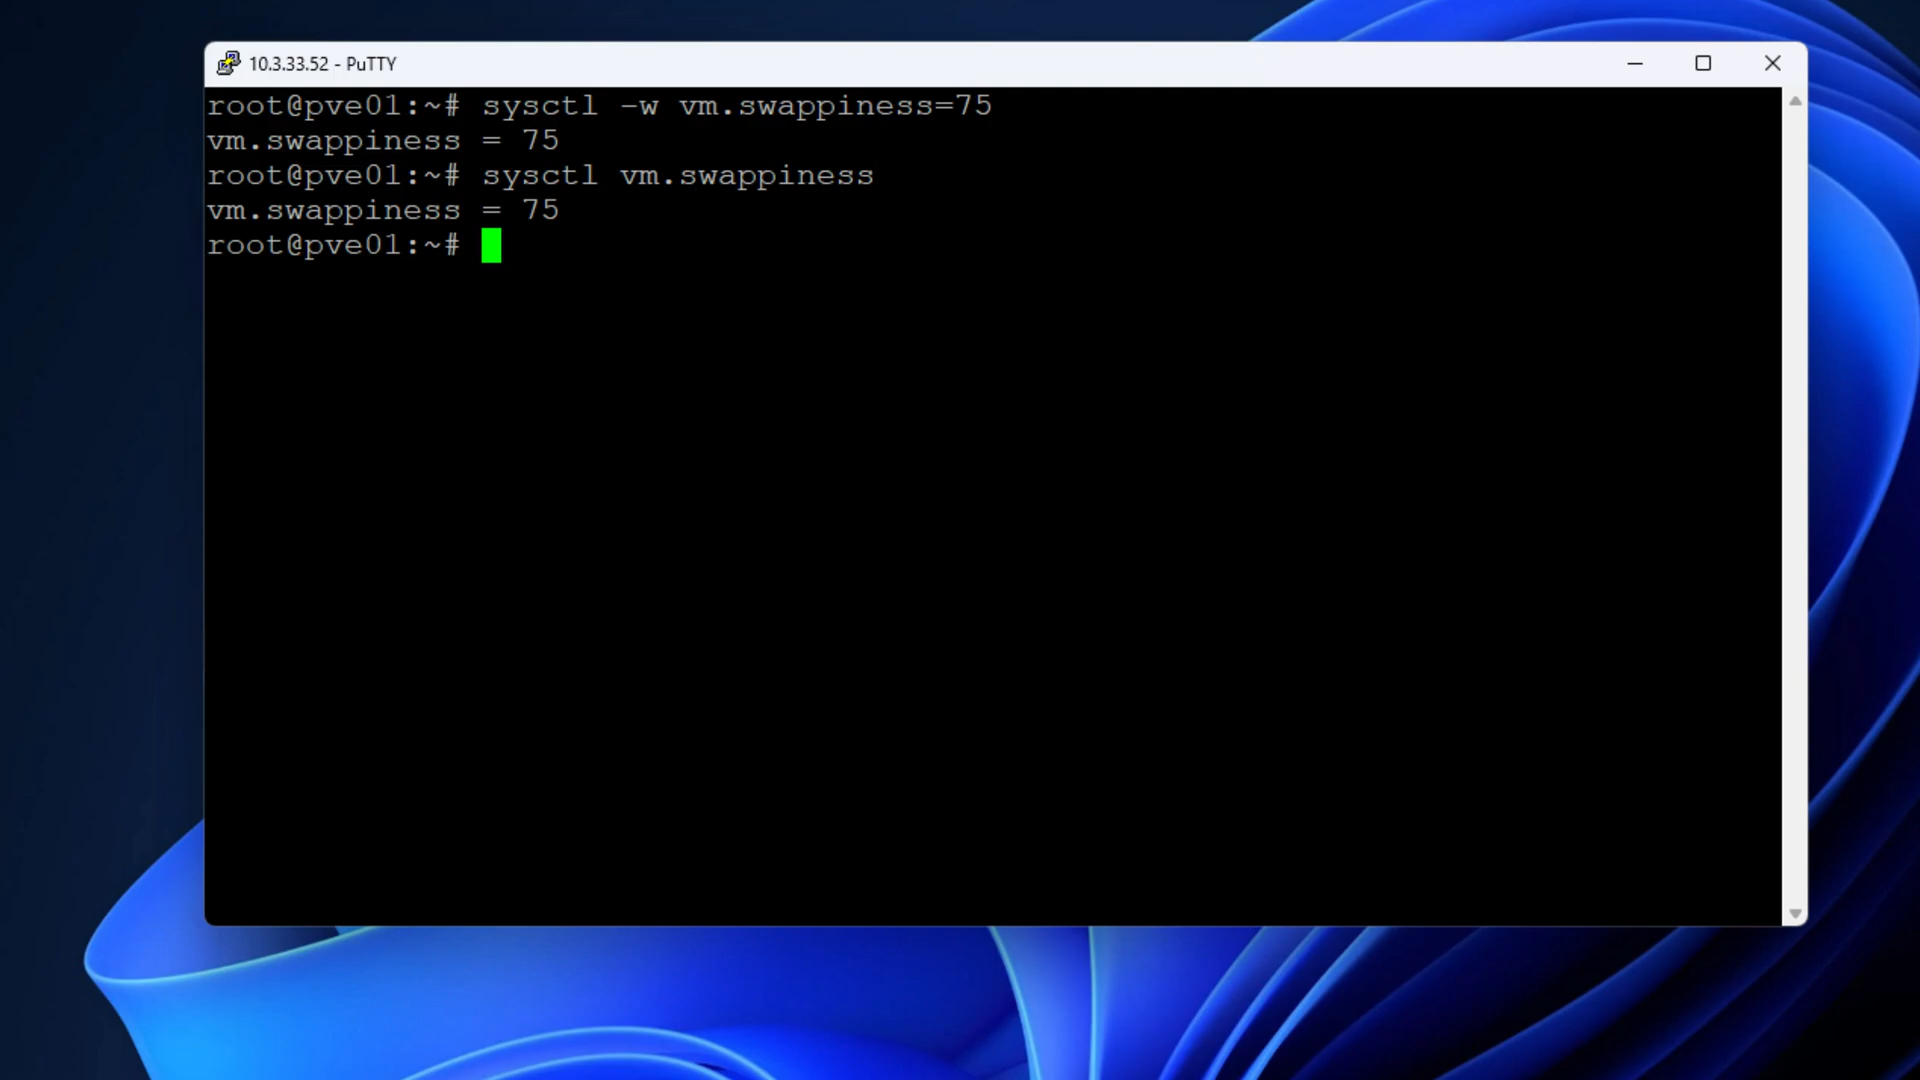 10.3.33.52 - PuTTY
root@pve01:~# sysctl -w vm.swappiness=75
vm.swappiness = 75
root@pve01:~# sysctl vm.swappiness
vm.swappiness = 75
root@pve01:~#